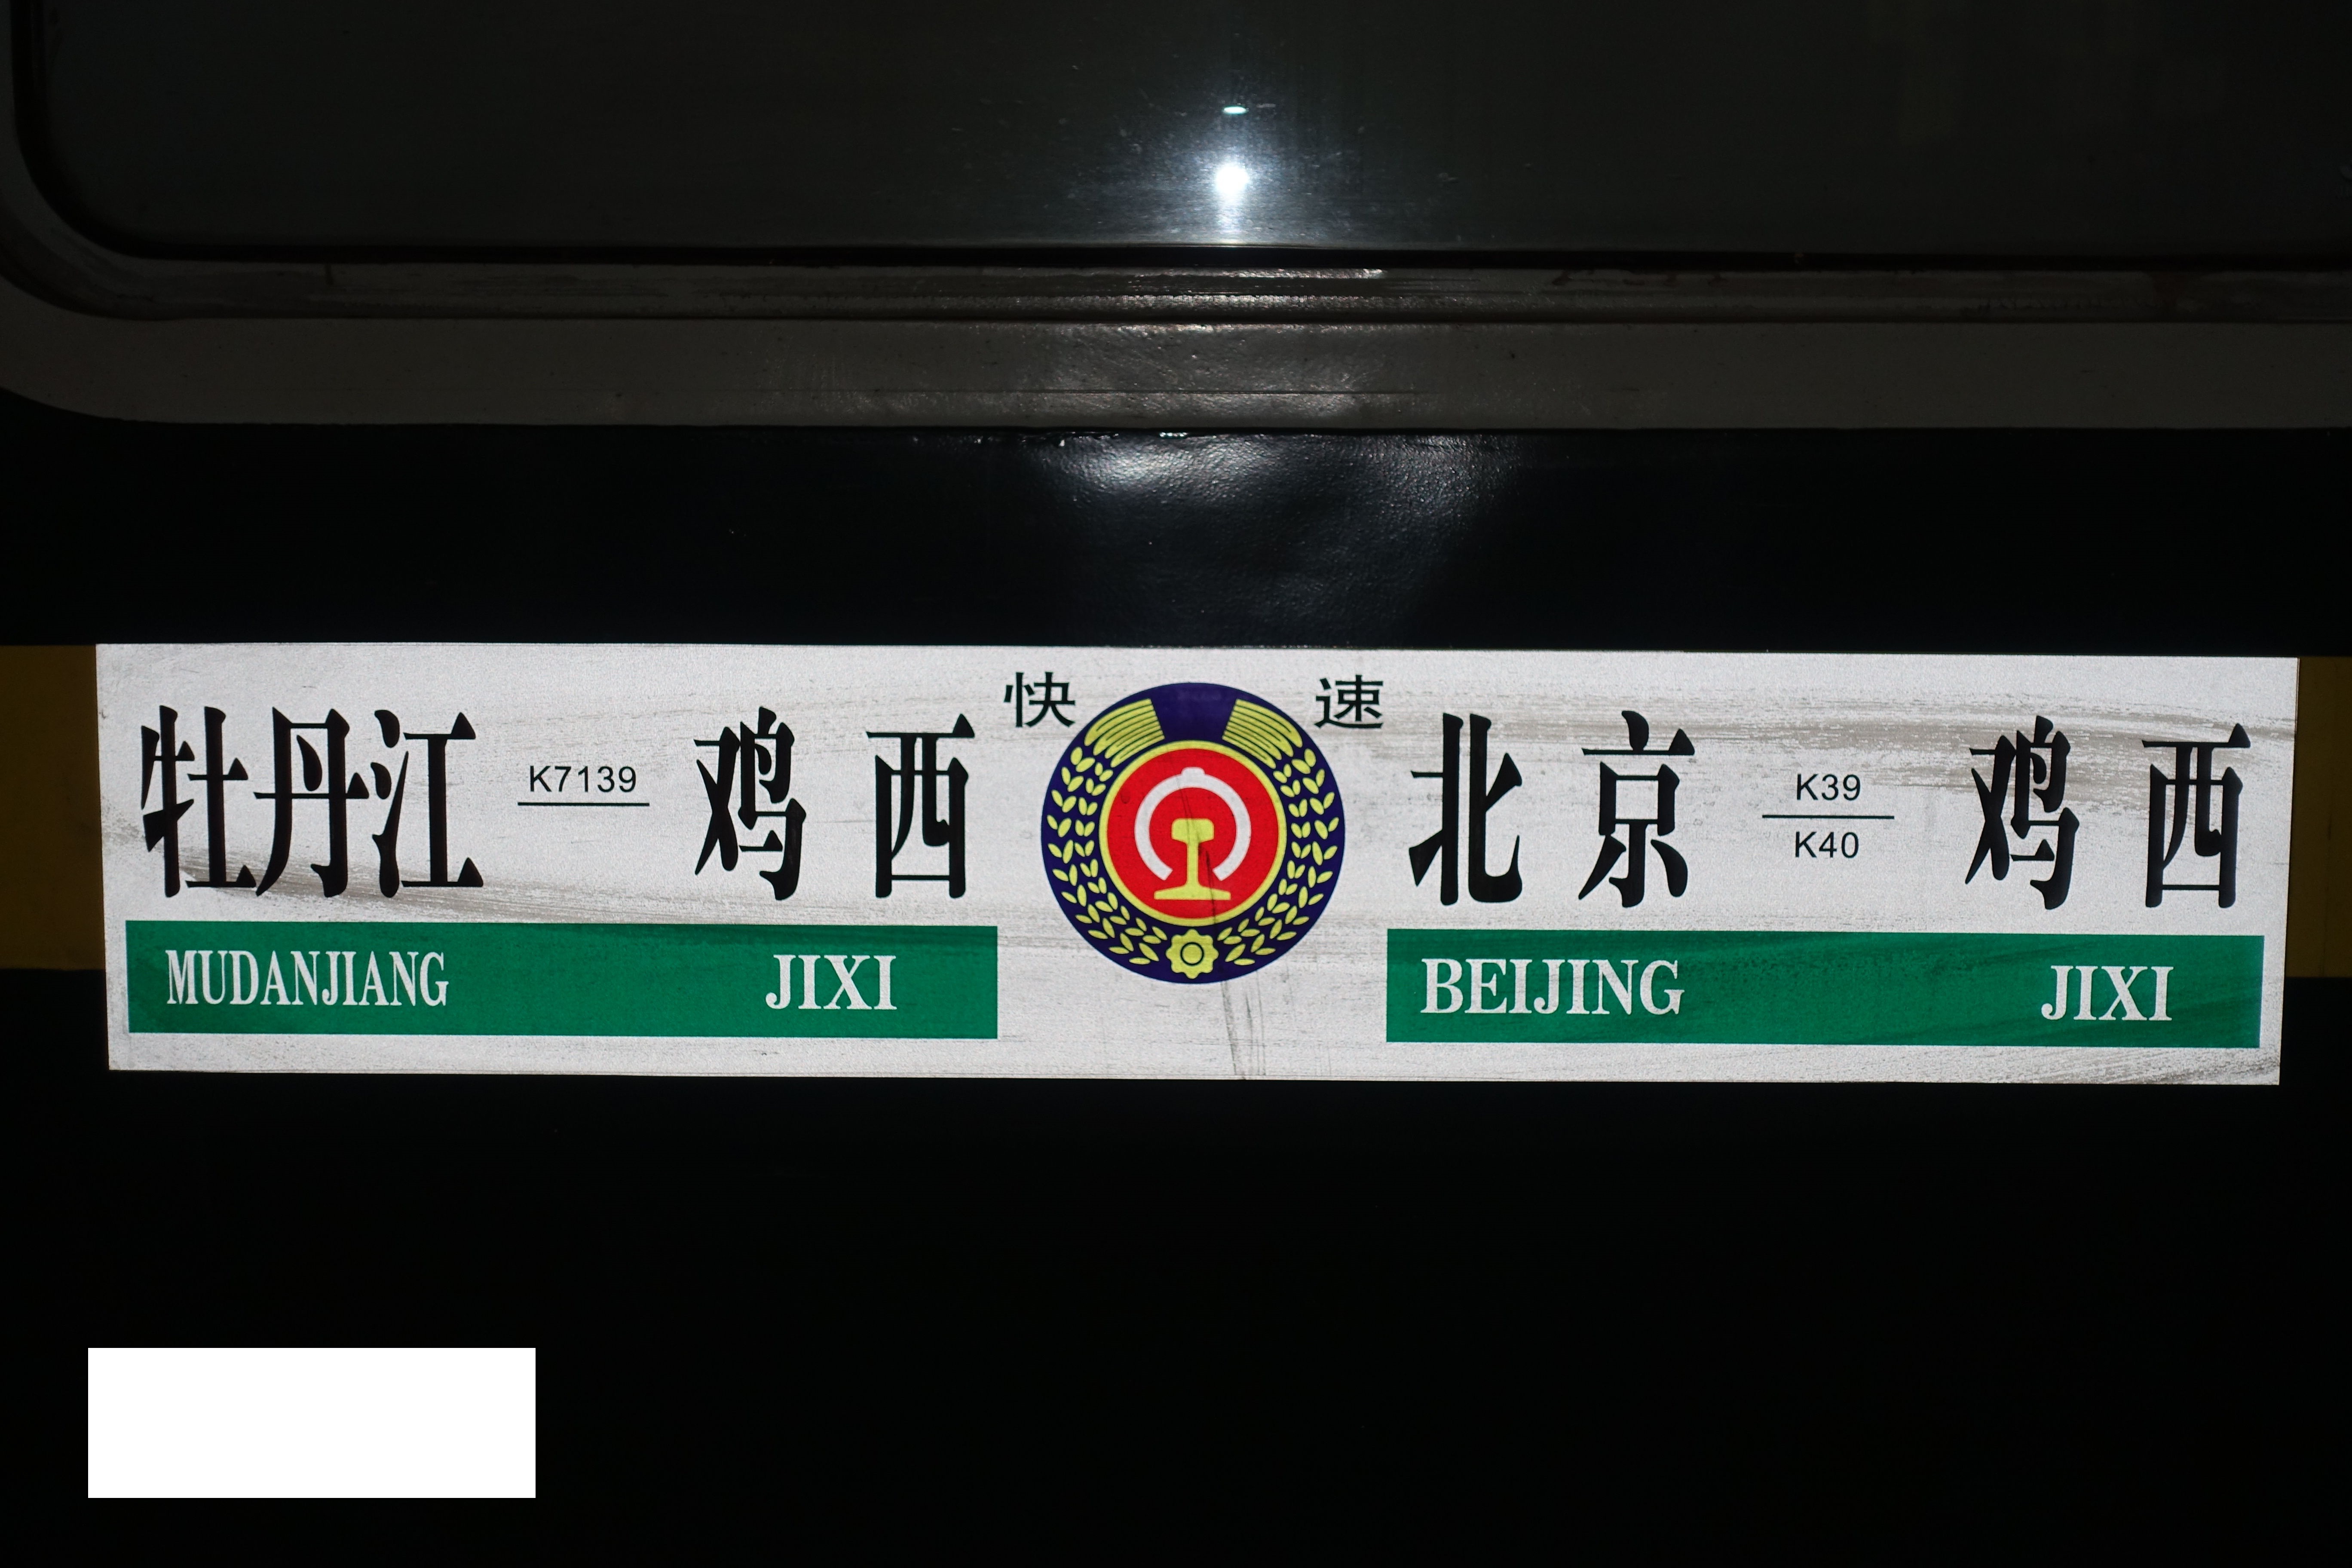 快 速
牡丹江 K7139 鸡 西
MUDANJIANG JIXI
北 京 K39 鸡 西
K40
BEIJING JIXI